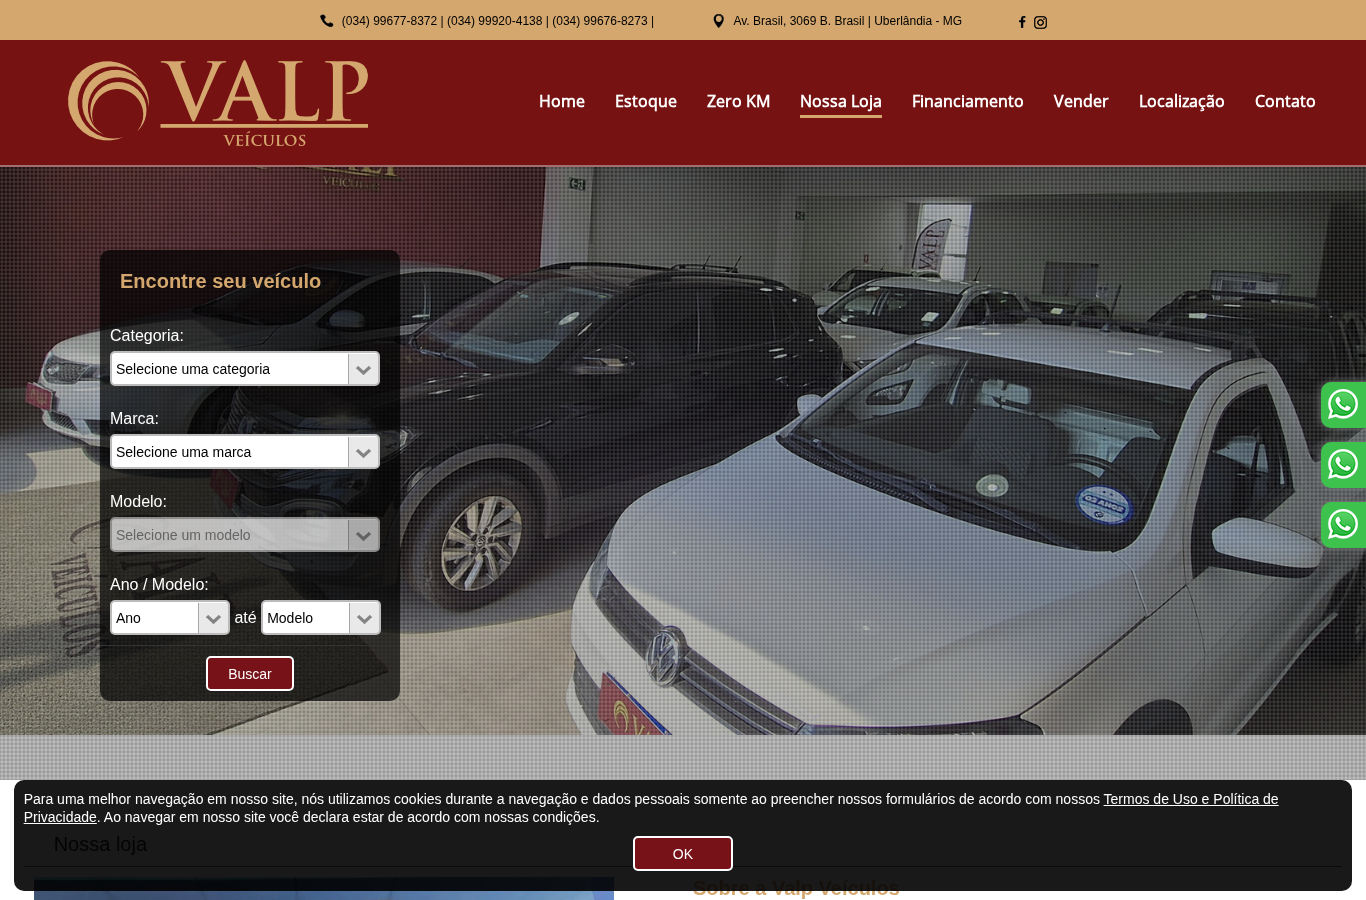 (034) 99677-8372 | (034) 99920-4138 | (034) 99676-8273 |
Av. Brasil, 3069 B. Brasil | Uberlândia - MG
VALP
VEÍCULOS
Home
Estoque
Zero KM
Nossa Loja
Financiamento
Vender
Localização
Contato
VEÍCULOS
VALP
Encontre seu veículo
Categoria:
Selecione uma categoria
Marca:
Selecione uma marca
Modelo:
Selecione um modelo
Ano / Modelo:
Ano até Modelo
Buscar
Para uma melhor navegação em nosso site, nós utilizamos cookies durante a navegação e dados pessoais somente ao preencher nossos formulários de acordo com nossos Termos de Uso e Política de
Privacidade. Ao navegar em nosso site você declara estar de acordo com nossas condições.
Nossa loja
OK
Sobre a Valp Veículos